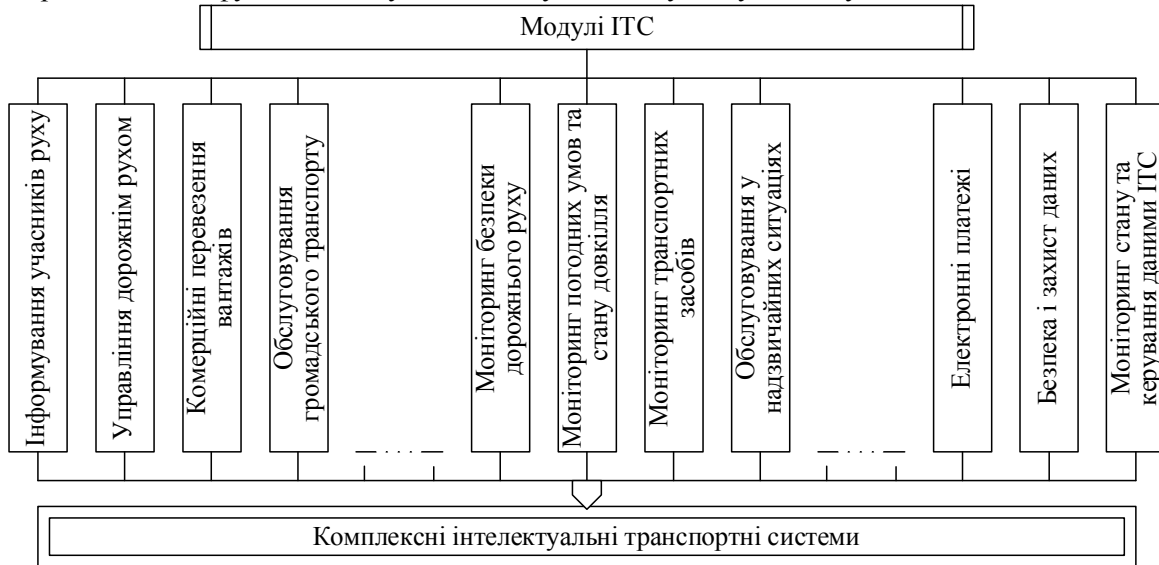 Модулі ІТС
Інформування учасників руху
Управління дорожнім рухом
Комерційні перевезення
вантажів
Обслуговування
громадського транспорту
Моніторинг безпеки
дорожнього руху
Моніторинг погодних умов та
стану довкілля
Моніторинг транспортних
засобів
Обслуговування у
надзвичайних ситуаціях
Електронні платежі
Безпека і захист даних
Моніторинг стану та
керування даними ІТС
Комплексні інтелектуальні транспортні системи